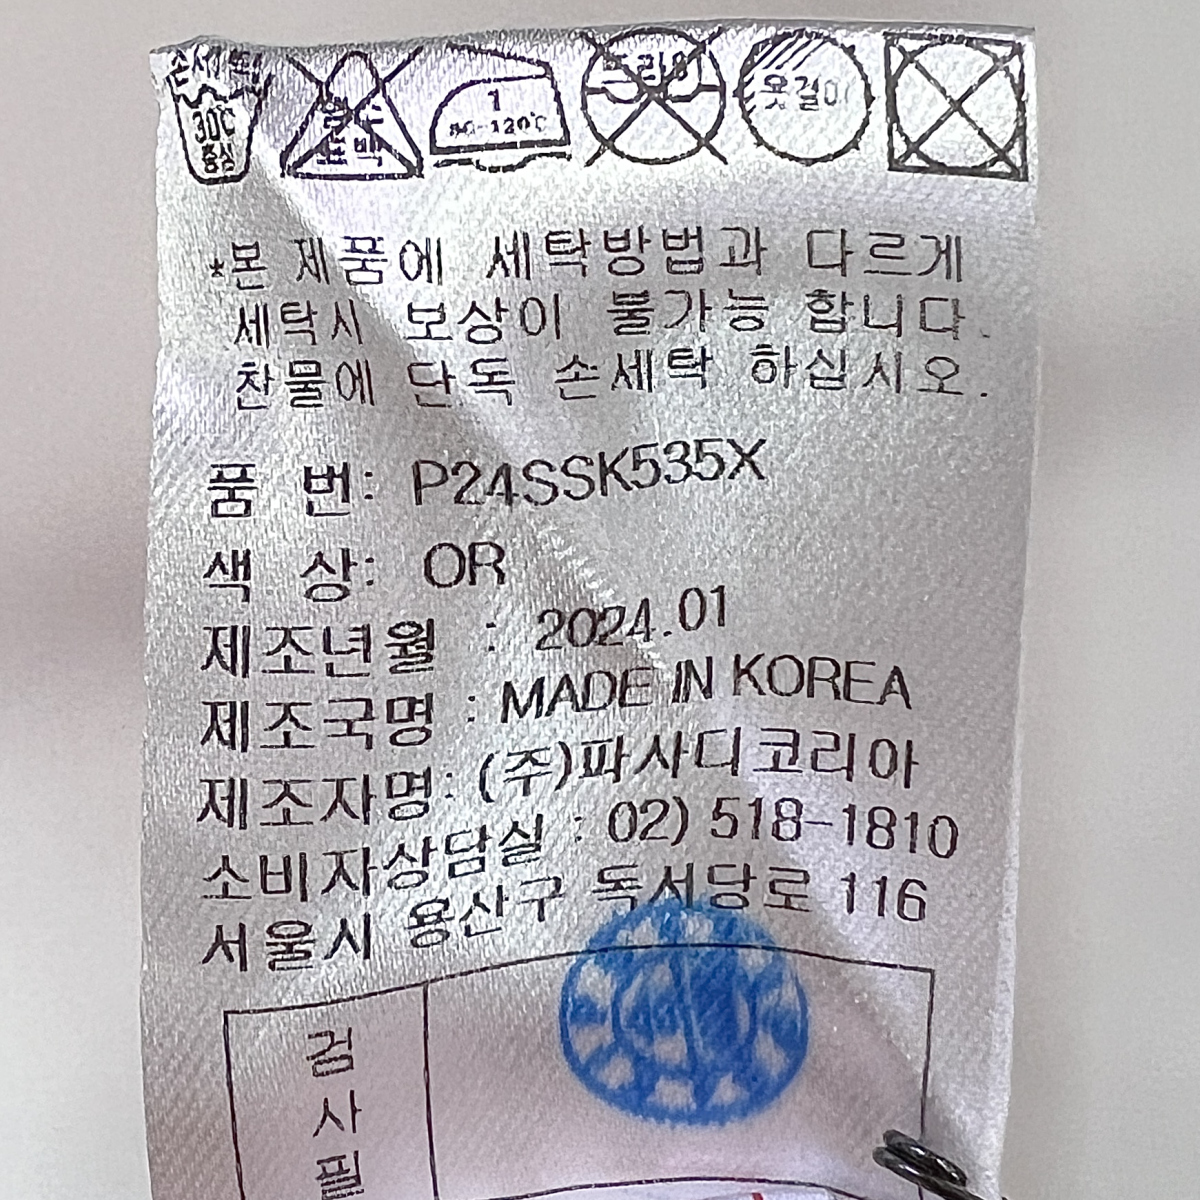 손세탁
30℃
중성
염소
표백
1
80-120℃
드라이
옷걸이
*본 제품에 세탁방법과 다르게
세탁시 보상이 불가능 합니다.
찬물에 단독 손세탁 하십시오.
품 번: P24SSK535X
색 상: OR
제조년월 : 2024.01
제조국명 : MADE IN KOREA
제조자명: (주)파사디코리아
소비자상담실 : 02) 518-1810
서울시 용산구 독서당로 116
검
사
필